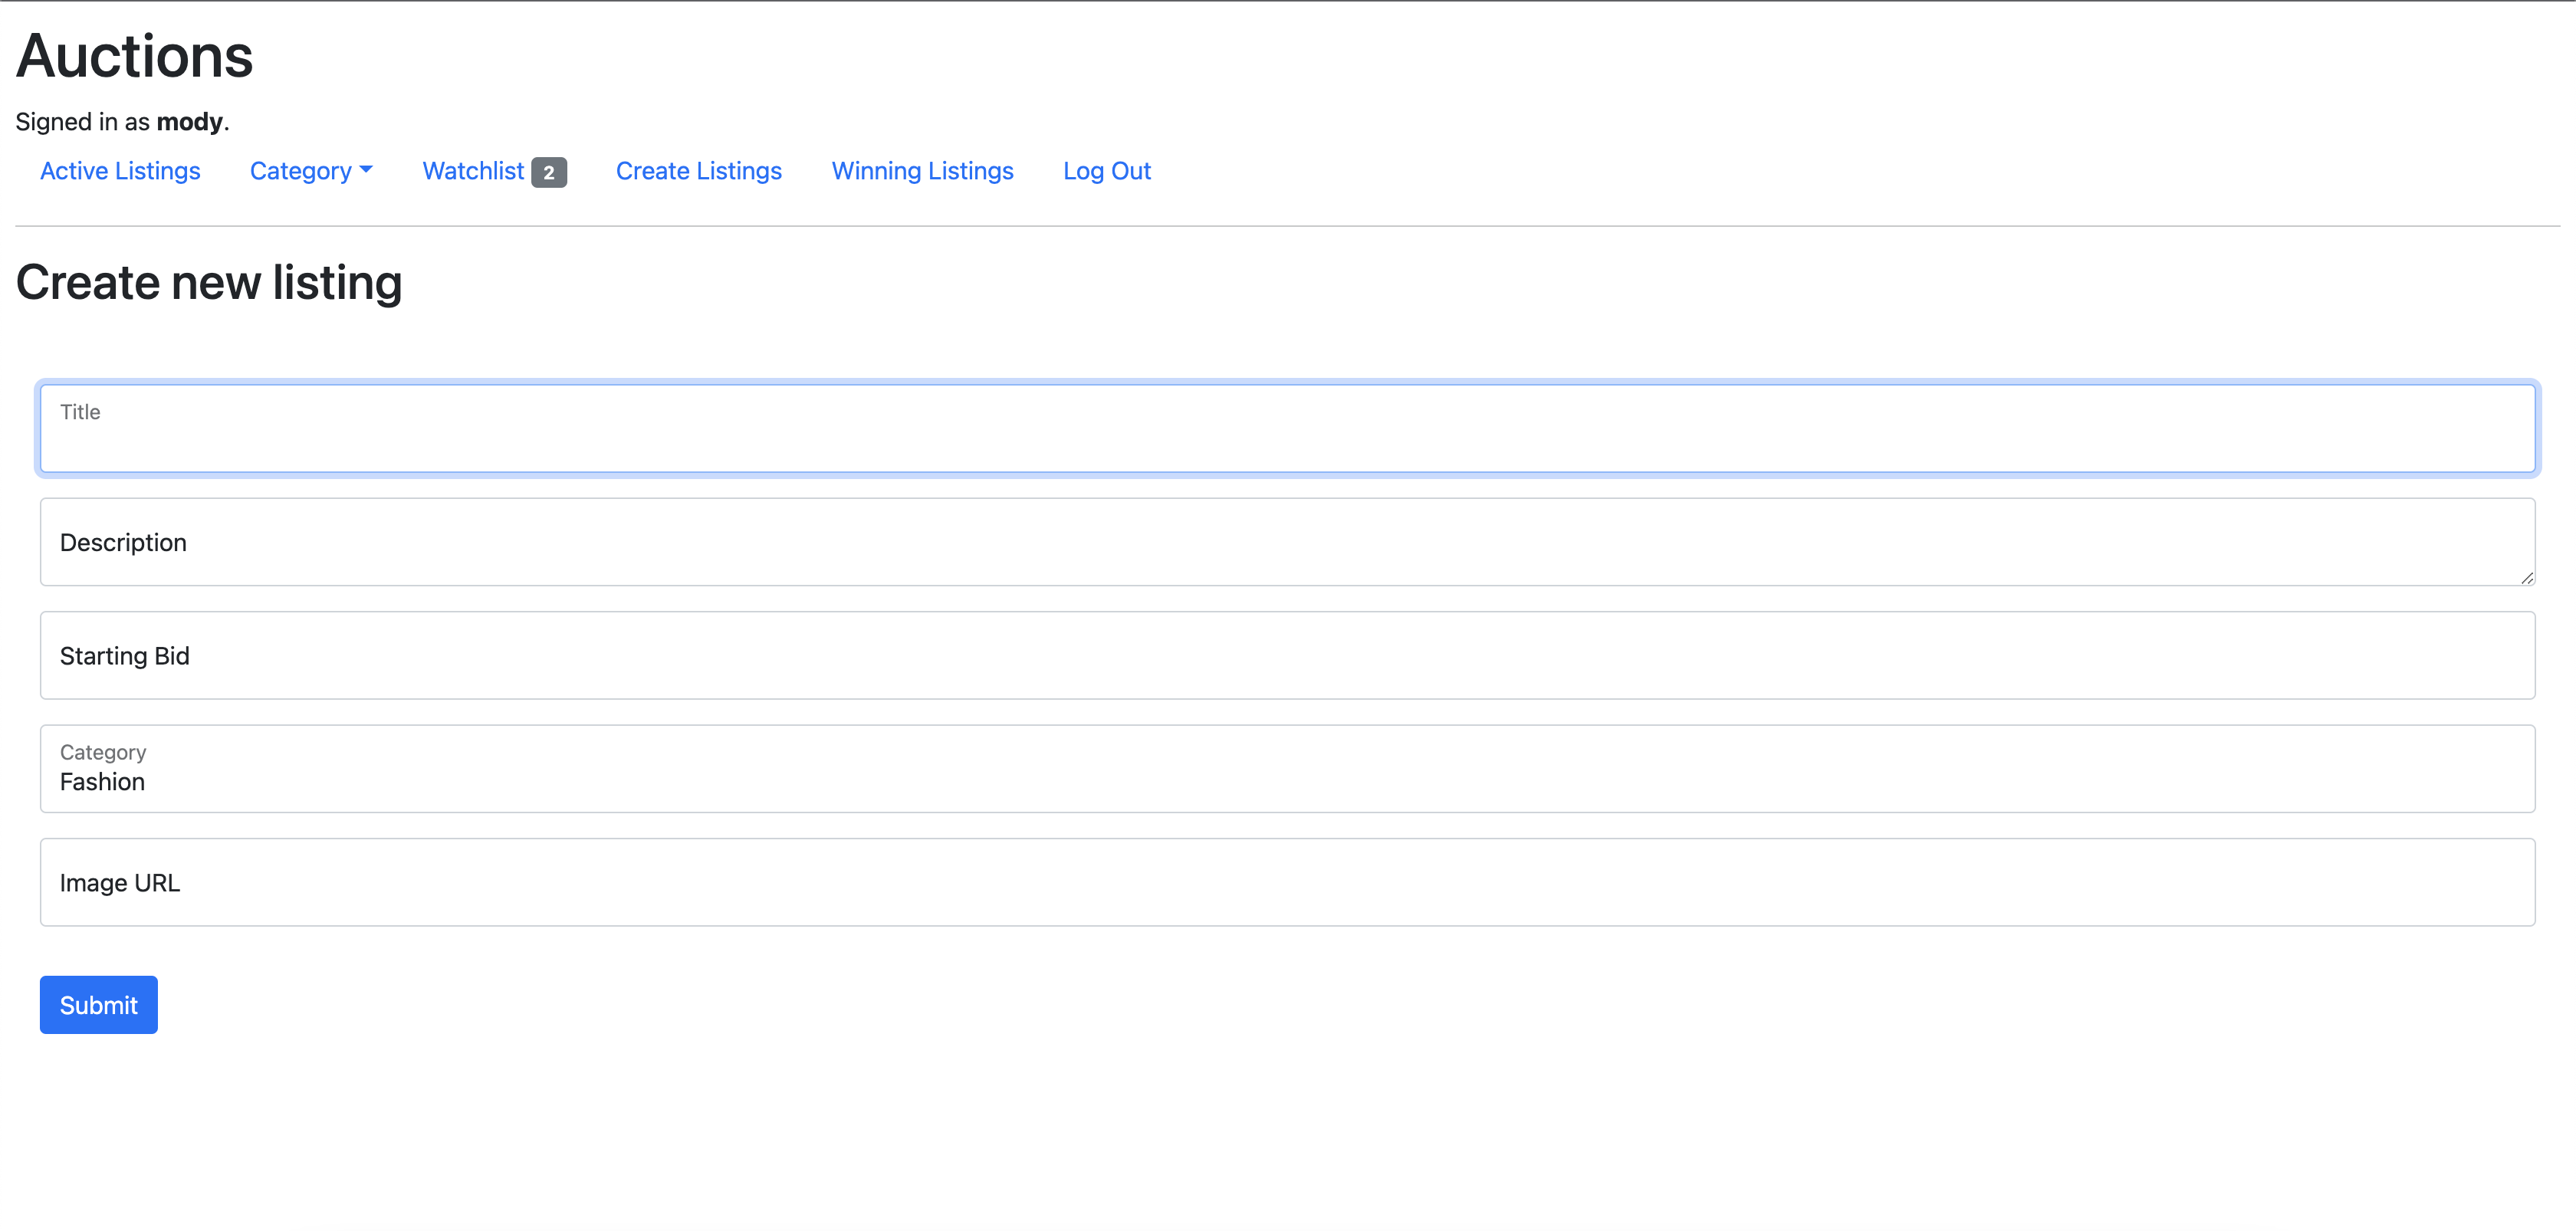 Auctions
Signed in as mody.
Active Listings Category Watchlist 2 Create Listings Winning Listings Log Out
Create new listing
Title
Description
Starting Bid
Category
Fashion
Image URL
Submit